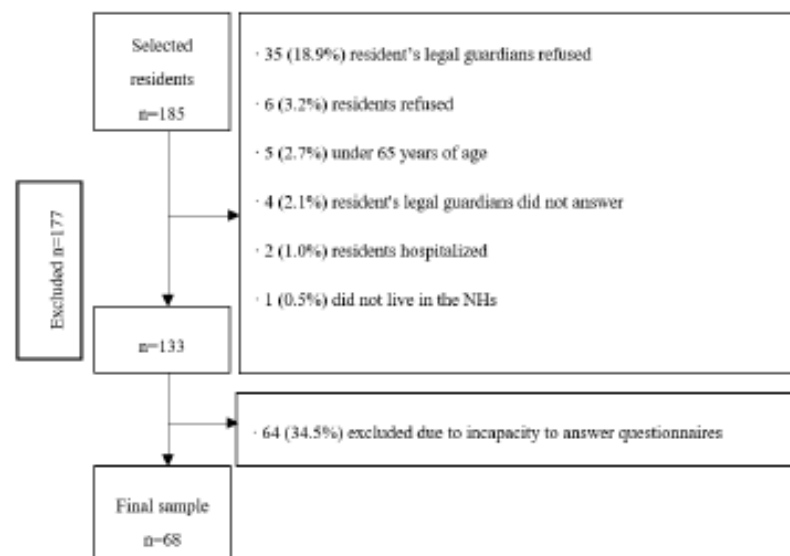 Selected
residents
n=185
· 35 (18.9%) resident's legal guardians refused
· 6 (3.2%) residents refused
· 5 (2.7%) under 65 years of age
· 4 (2.1%) resident's legal guardians did not answer
· 2 (1.0%) residents hospitalized
· 1 (0.5%) did not live in the NHs
Excluded n=177
n=133
· 64 (34.5%) excluded due to incapacity to answer questionnaires
Final sample
n=68